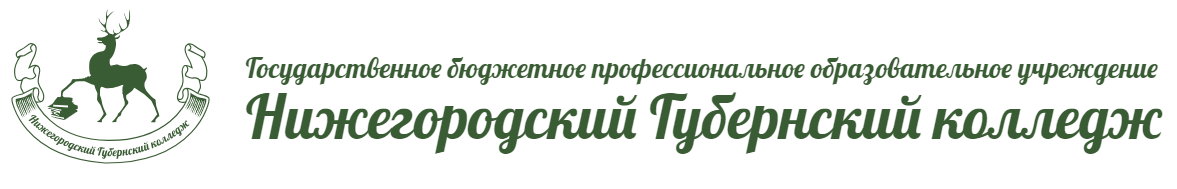 Нижегородский Губернский колледж
Государственное бюджетное профессиональное образовательное учреждение
Нижегородский Губернский колледж